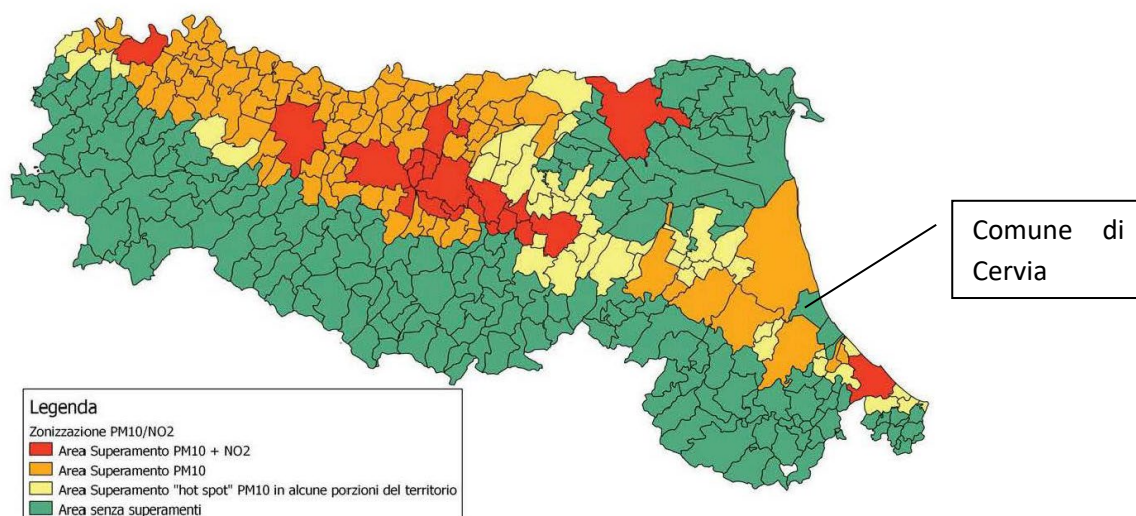 Comune di
Cervia
Legenda
Zonizzazione PM10/NO2
Area Superamento PM10 + NO2
Area Superamento PM10
Area Superamento "hot spot" PM10 in alcune porzioni del territorio
Area senza superamenti